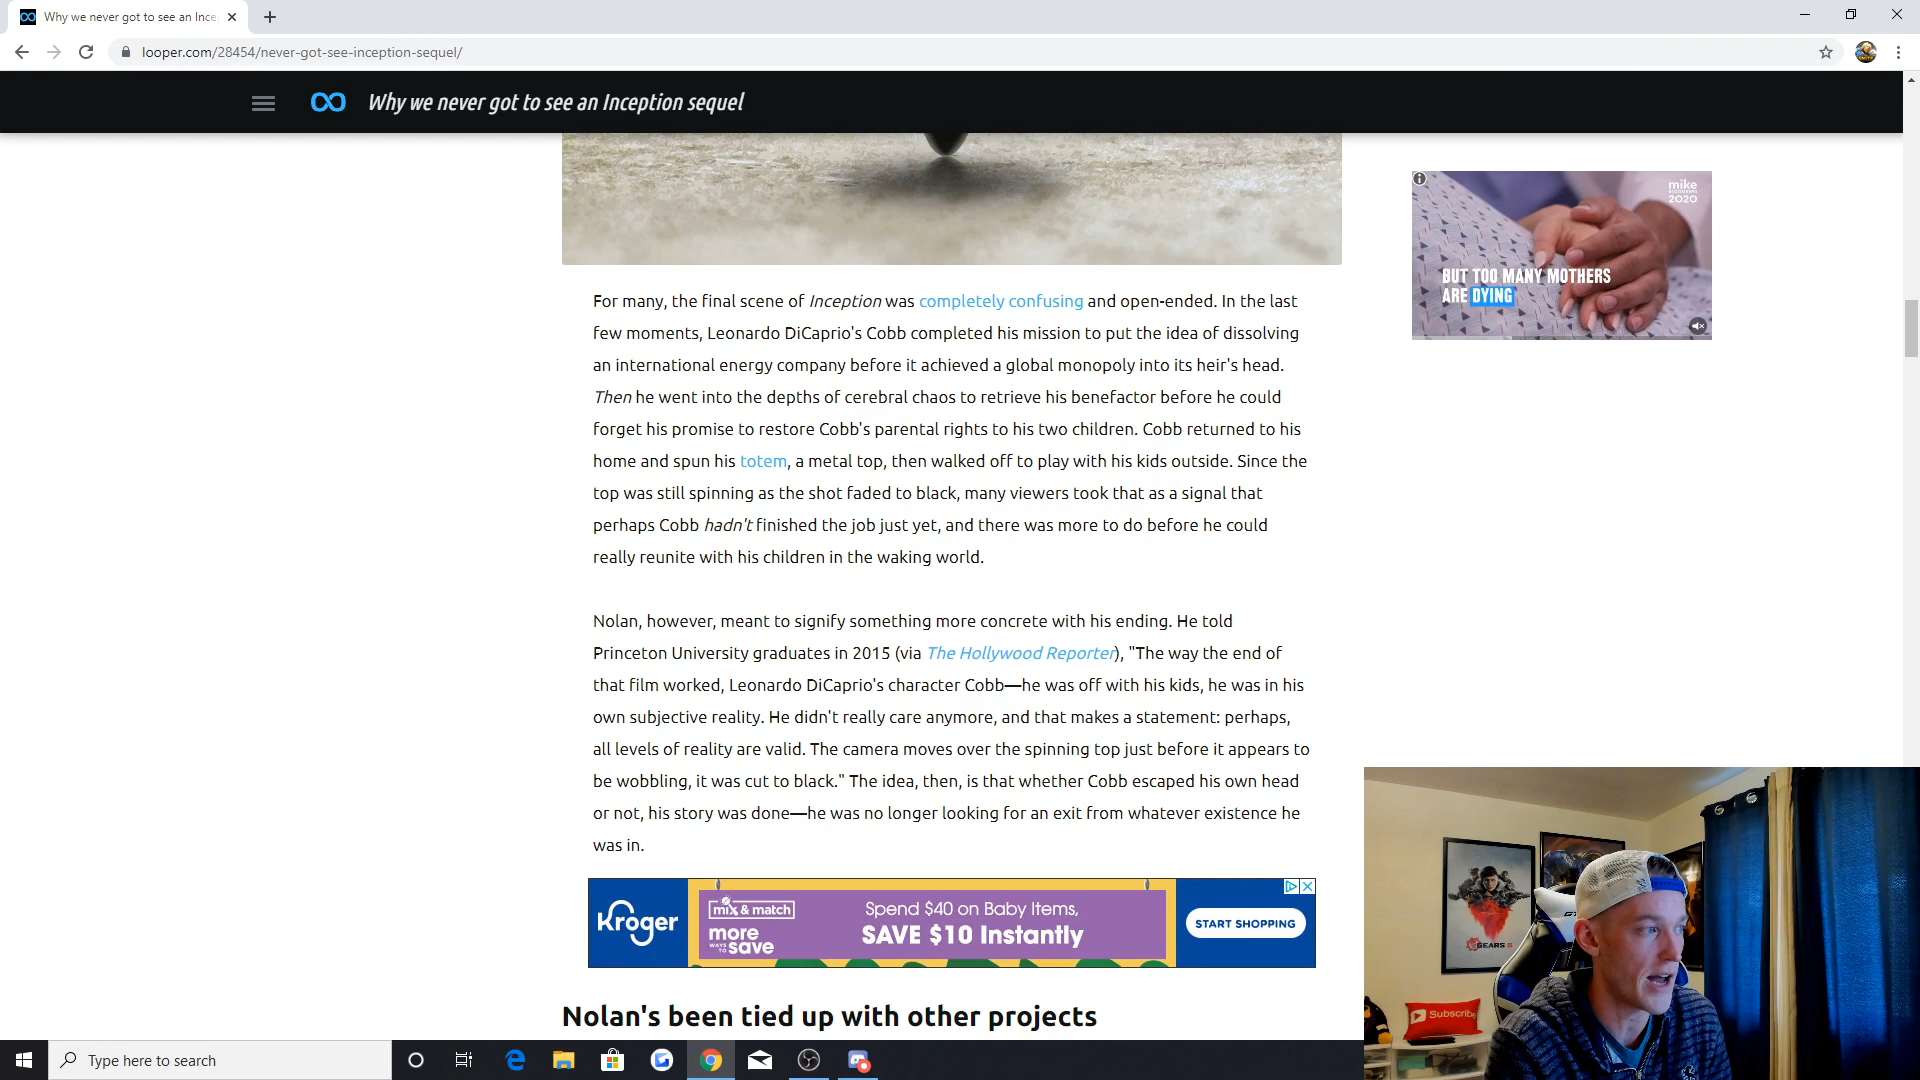 Why we never got to see an Ince
looper.com/28454/never-got-see-inception-sequel/
Why we never got to see an Inception sequel
mike
2020
BUT TOO MANY MOTHERS
ARE DYING
For many, the final scene of Inception was completely confusing and open-ended. In the last
few moments, Leonardo DiCaprio's Cobb completed his mission to put the idea of dissolving
an international energy company before it achieved a global monopoly into its heir's head.
Then he went into the depths of cerebral chaos to retrieve his benefactor before he could
forget his promise to restore Cobb's parental rights to his two children. Cobb returned to his
home and spun his totem, a metal top, then walked off to play with his kids outside. Since the
top was still spinning as the shot faded to black, many viewers took that as a signal that
perhaps Cobb hadn't finished the job just yet, and there was more to do before he could
really reunite with his children in the waking world.
Nolan, however, meant to signify something more concrete with his ending. He told
Princeton University graduates in 2015 (via The Hollywood Reporter), "The way the end of
that film worked, Leonardo DiCaprio's character Cobb—he was off with his kids, he was in his
own subjective reality. He didn't really care anymore, and that makes a statement: perhaps,
all levels of reality are valid. The camera moves over the spinning top just before it appears to
be wobbling, it was cut to black." The idea, then, is that whether Cobb escaped his own head
or not, his story was done—he was no longer looking for an exit from whatever existence he
was in.
Kroger
mix & match
more
ways to
save
Spend $40 on Baby Items,
SAVE $10 Instantly
START SHOPPING
Nolan's been tied up with other projects
GEARS 5
Subscribe
Type here to search